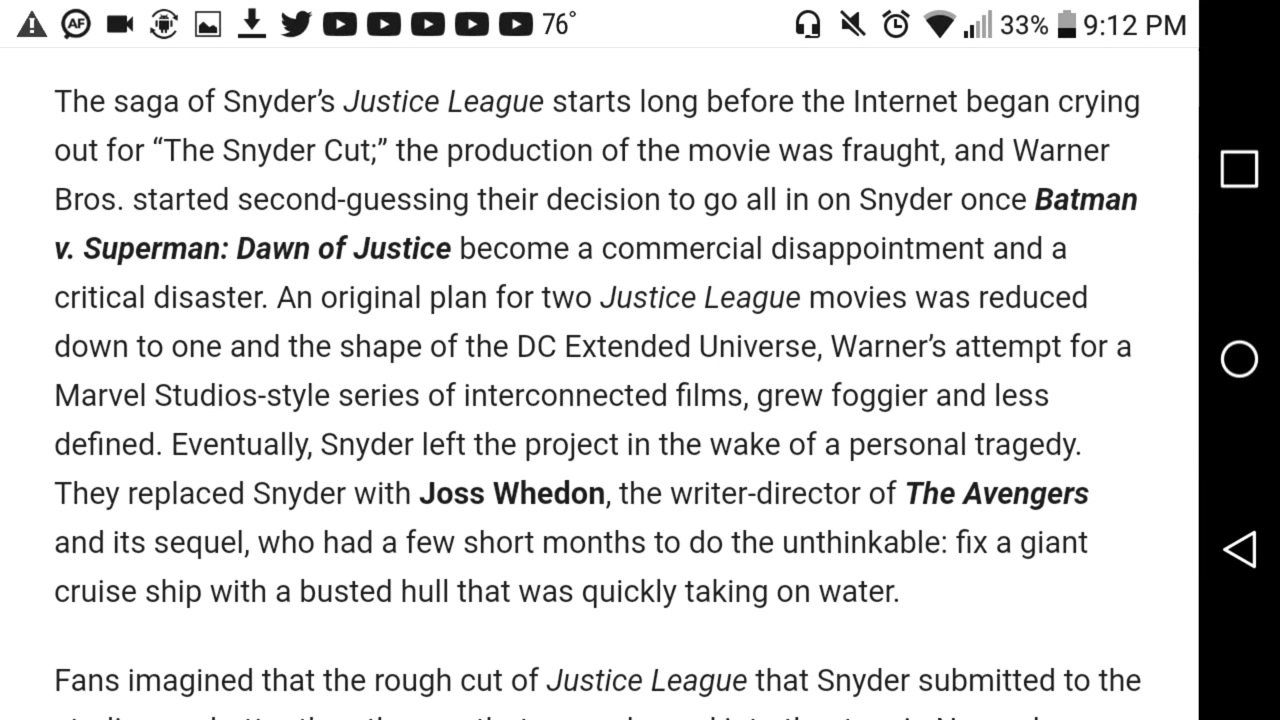 AF 76° 33% 9:12 PM
The saga of Snyder’s Justice League starts long before the Internet began crying
out for “The Snyder Cut;” the production of the movie was fraught, and Warner
Bros. started second-guessing their decision to go all in on Snyder once Batman
v. Superman: Dawn of Justice become a commercial disappointment and a
critical disaster. An original plan for two Justice League movies was reduced
down to one and the shape of the DC Extended Universe, Warner’s attempt for a
Marvel Studios-style series of interconnected films, grew foggier and less
defined. Eventually, Snyder left the project in the wake of a personal tragedy.
They replaced Snyder with Joss Whedon, the writer-director of The Avengers
and its sequel, who had a few short months to do the unthinkable: fix a giant
cruise ship with a busted hull that was quickly taking on water.
Fans imagined that the rough cut of Justice League that Snyder submitted to the